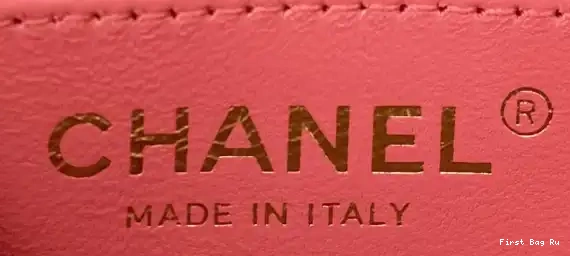 CHANEL ®
MADE IN ITALY
First Bag Ru